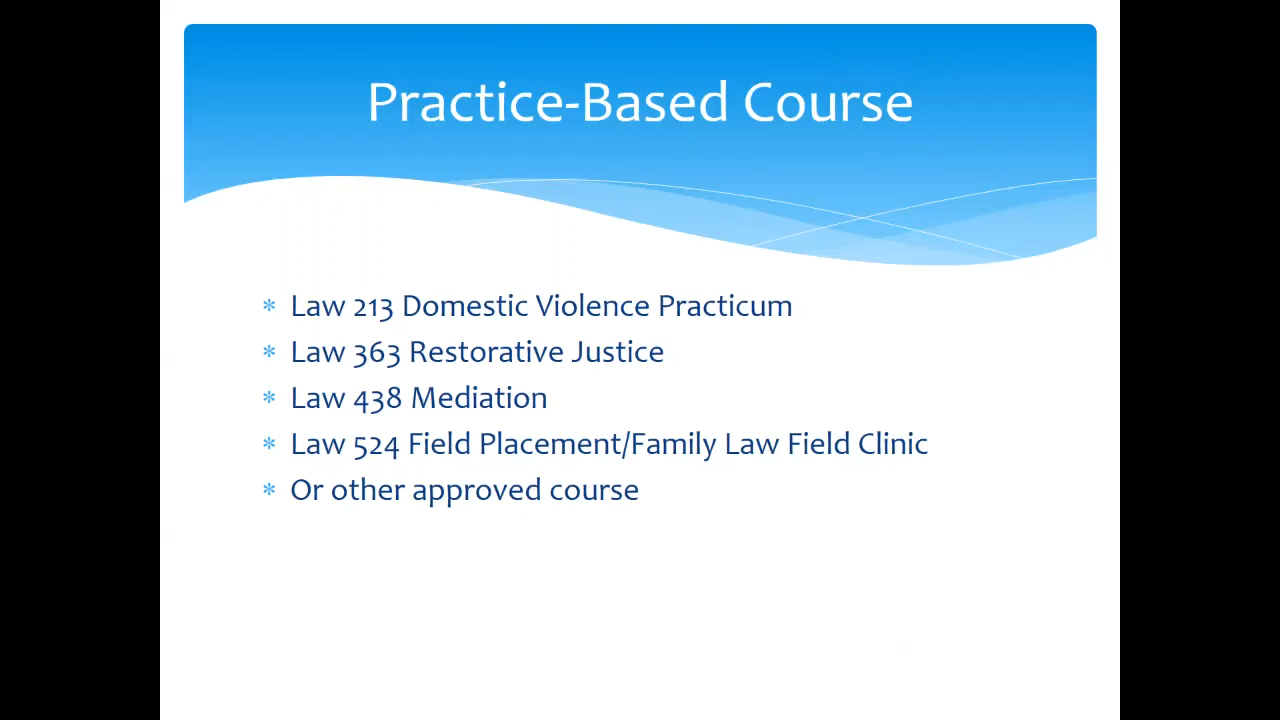 Practice-Based Course
* Law 213 Domestic Violence Practicum
* Law 363 Restorative Justice
* Law 438 Mediation
* Law 524 Field Placement/Family Law Field Clinic
* Or other approved course